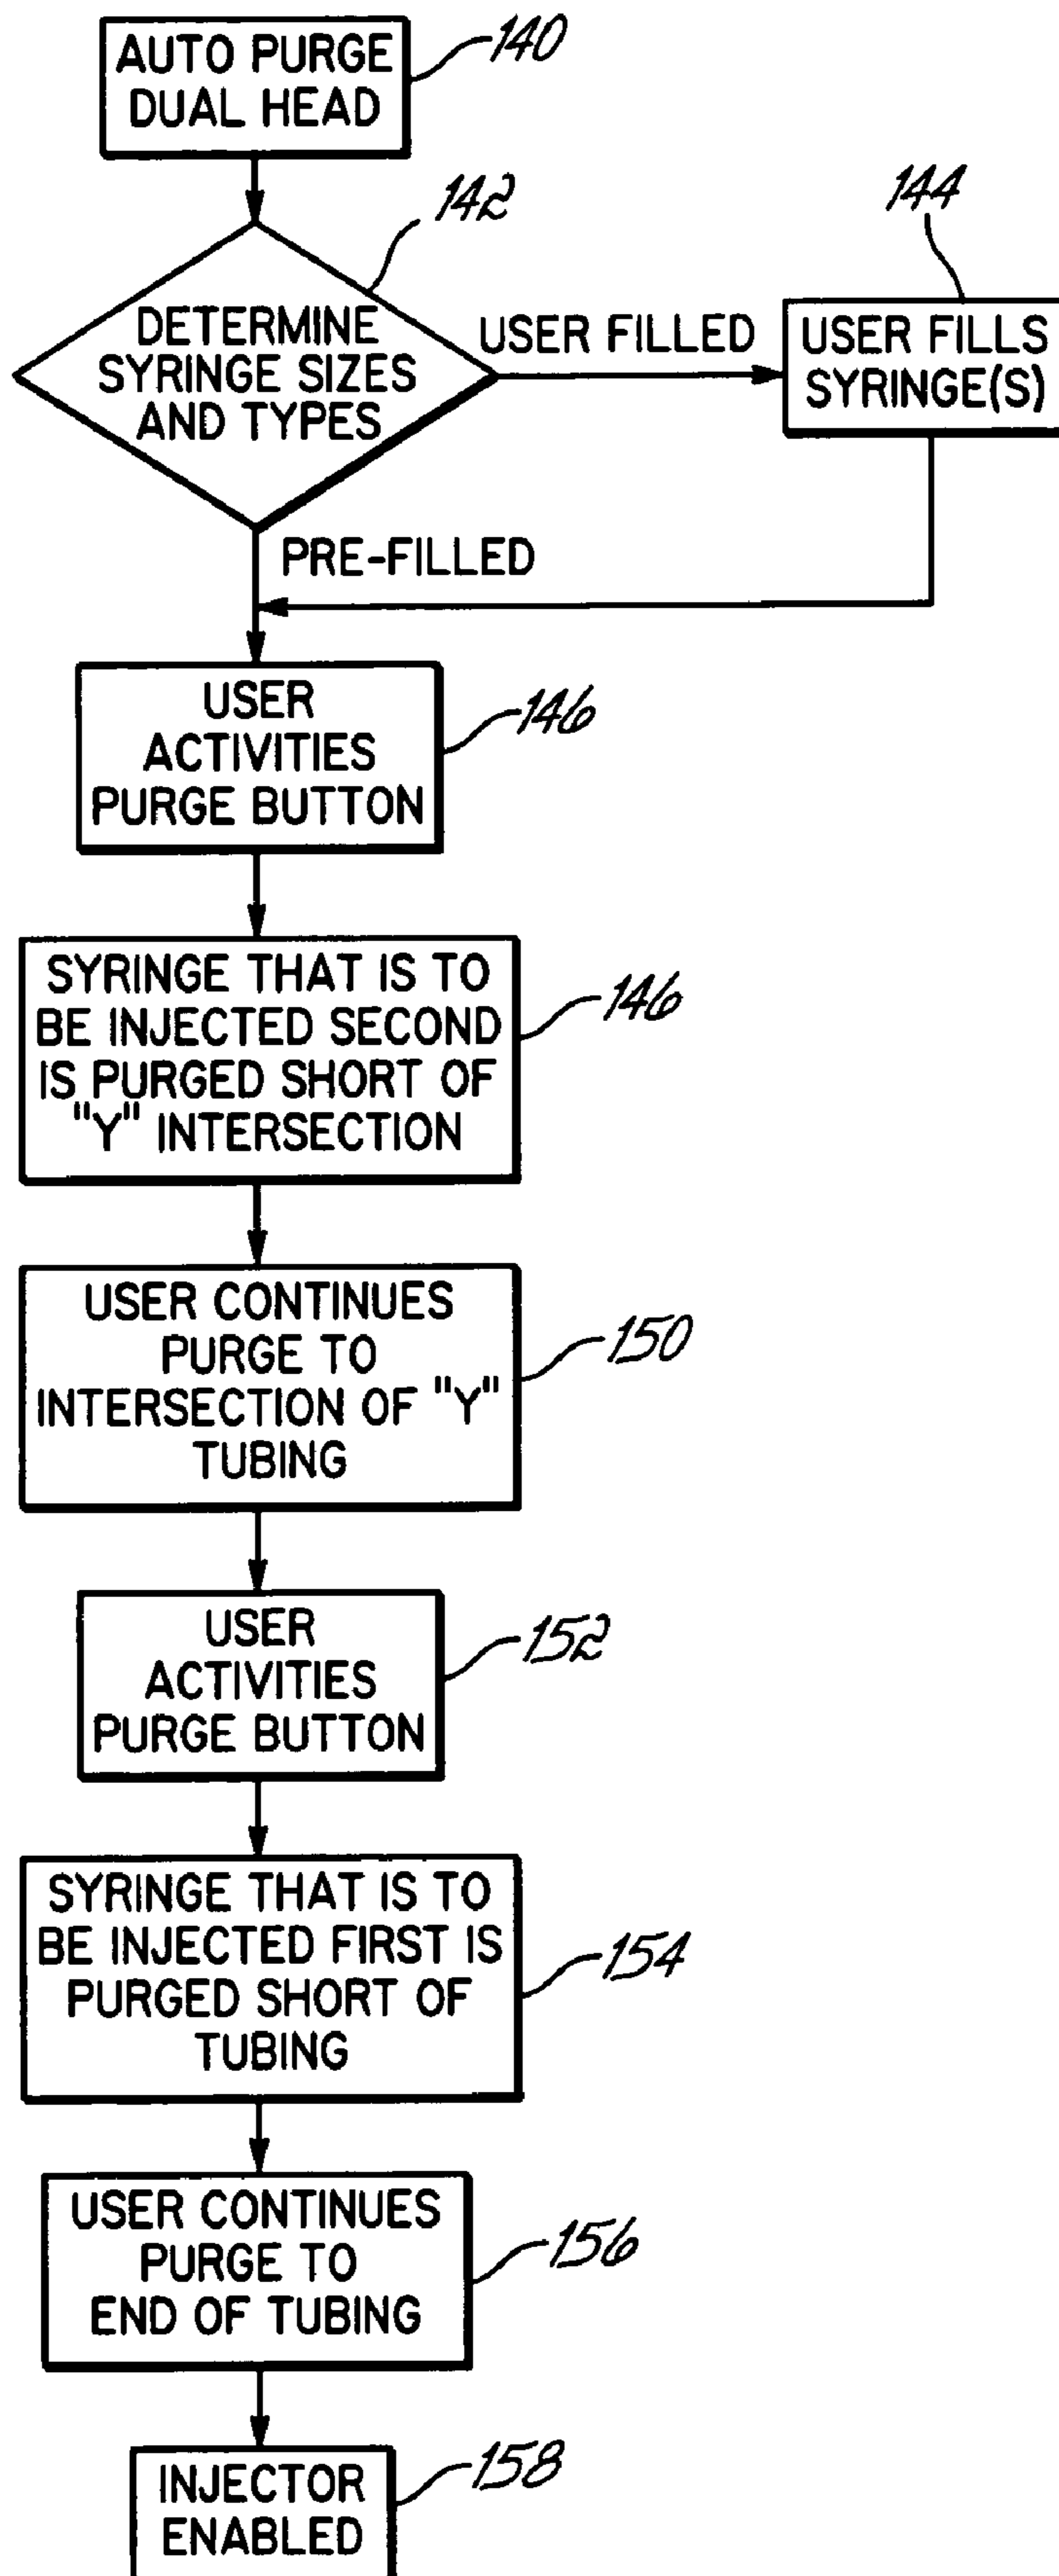 AUTO PURGE
DUAL HEAD
140
142
DETERMINE
SYRINGE SIZES
AND TYPES
USER FILLED
144
USER FILLS
SYRINGE(S)
PRE-FILLED
USER
ACTIVITIES
PURGE BUTTON
146
SYRINGE THAT IS TO
BE INJECTED SECOND
IS PURGED SHORT OF
"Y" INTERSECTION
146
USER CONTINUES
PURGE TO
INTERSECTION OF "Y"
TUBING
150
USER
ACTIVITIES
PURGE BUTTON
152
SYRINGE THAT IS TO
BE INJECTED FIRST IS
PURGED SHORT OF
TUBING
154
USER CONTINUES
PURGE TO
END OF TUBING
156
INJECTOR
ENABLED
158